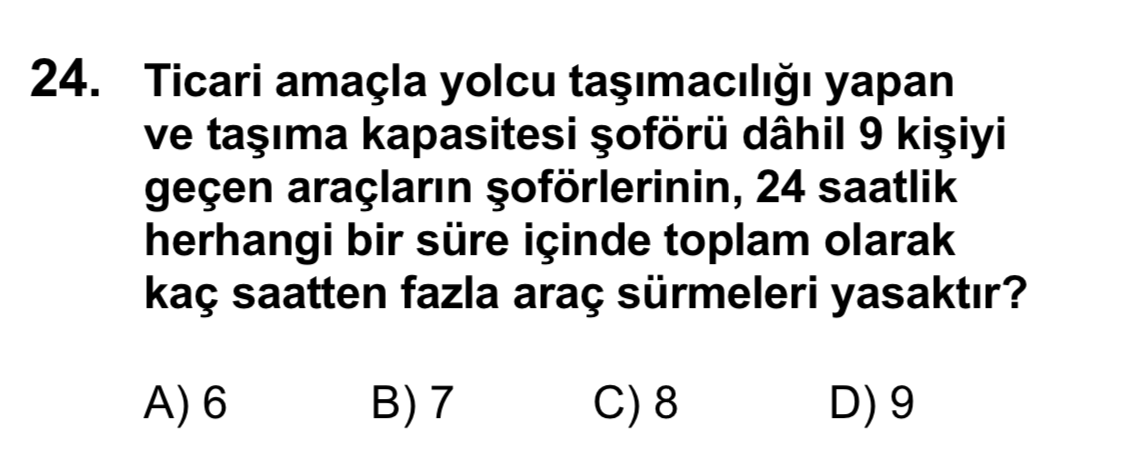 24. Ticari amaçla yolcu taşımacılığı yapan
ve taşıma kapasitesi şoförü dâhil 9 kişiyi
geçen araçların şoförlerinin, 24 saatlik
herhangi bir süre içinde toplam olarak
kaç saatten fazla araç sürmeleri yasaktır?
A) 6 B) 7 C) 8 D) 9